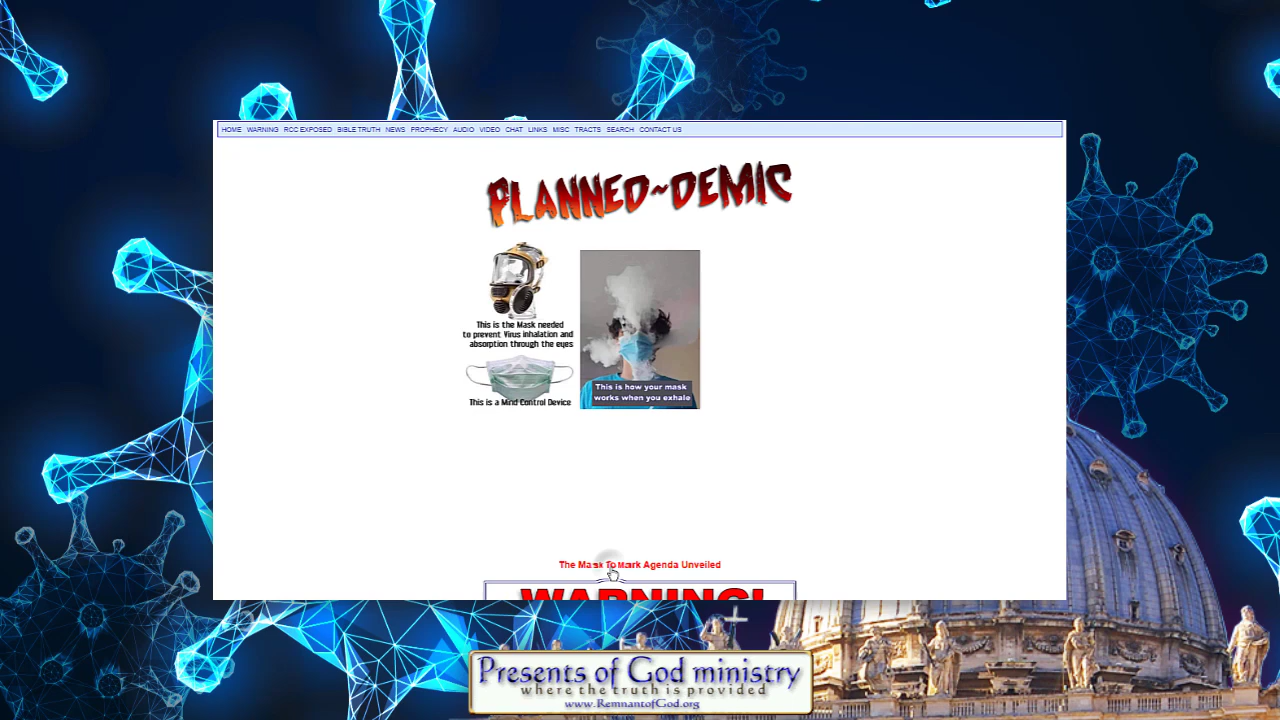 HOME WARNING RCC EXPOSED BIBLE TRUTH NEWS PROPHECY AUDIO VIDEO CHAT LINKS MISC TRACTS SEARCH CONTACT US
PLANNED~DEMIC
This is the Mask needed
to prevent Virus inhalation and
absorption through the eyes
This is a Mind Control Device
This is how your mask
works when you exhale
The Mask To Mark Agenda Unveiled
WARNING!
Presents of God ministry
where the truth is provided
www.RemnantofGod.org